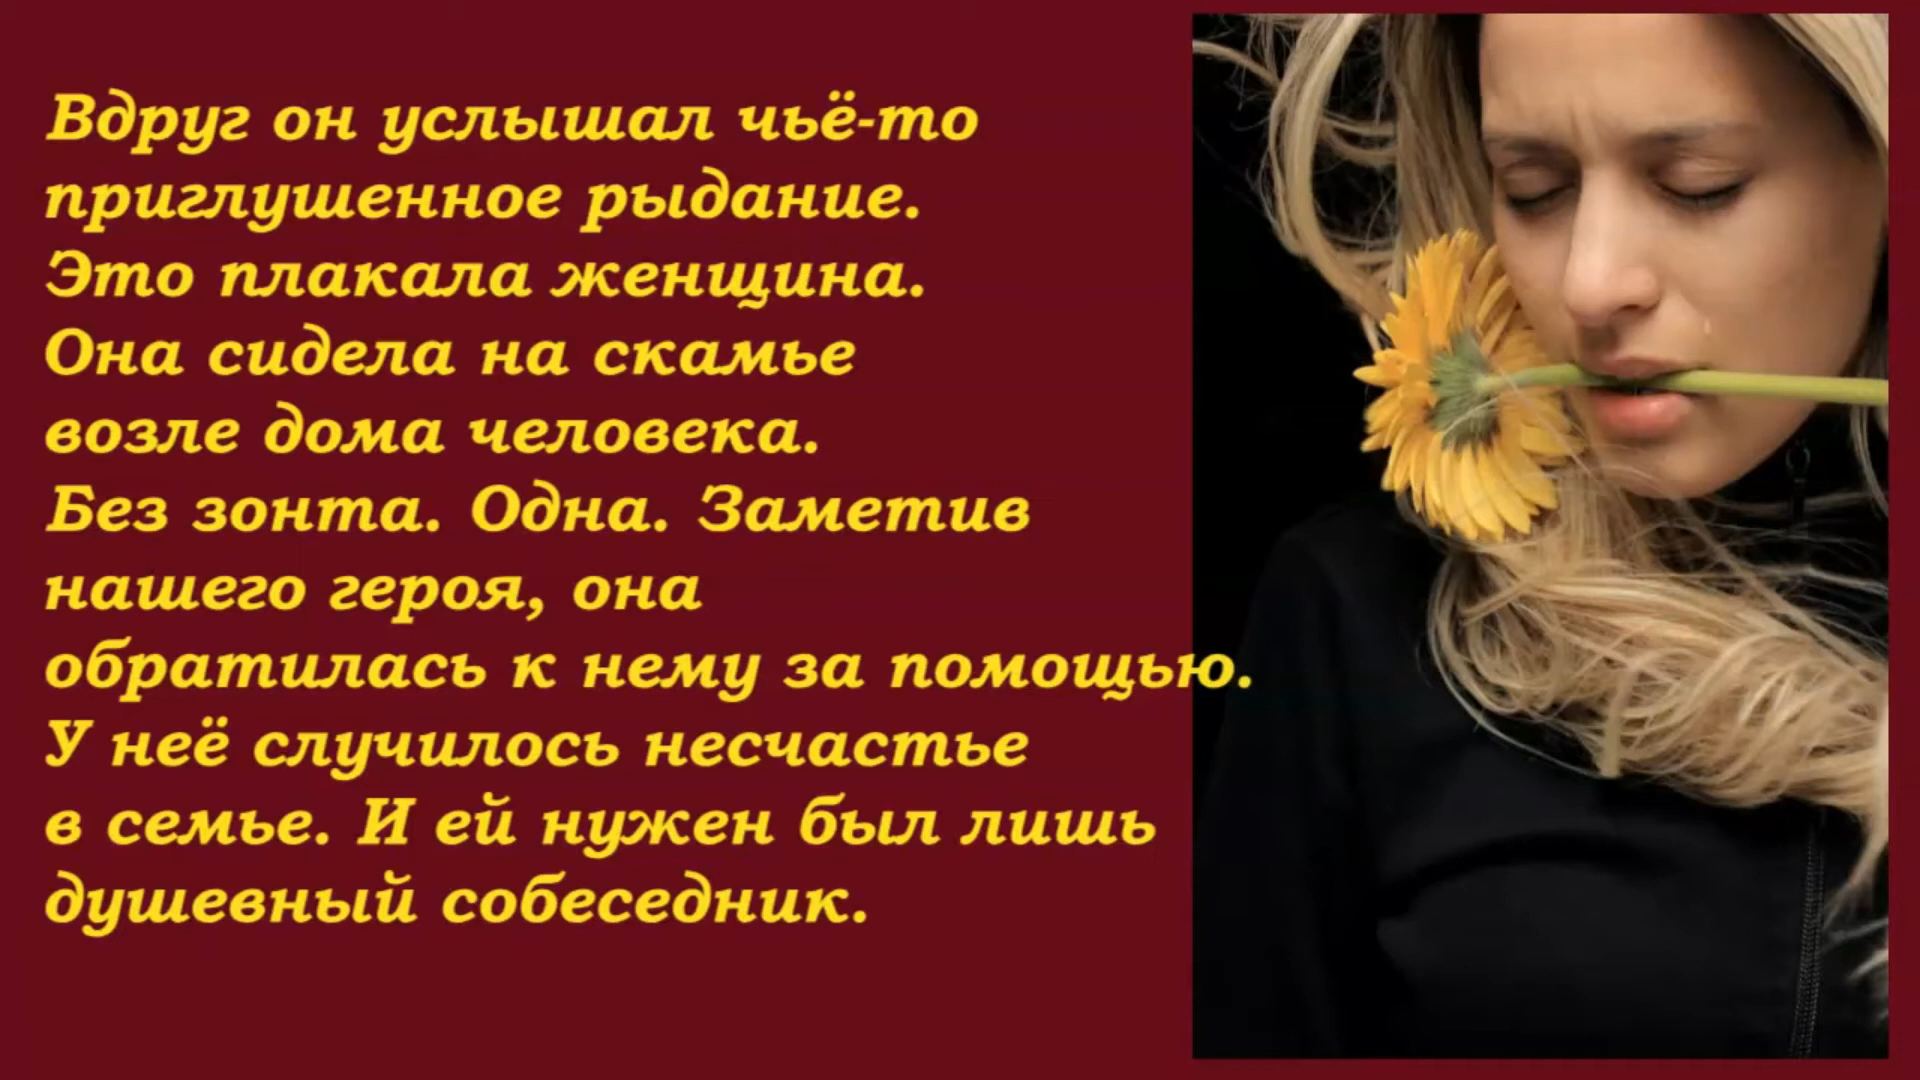 Вдруг он услышал чьё-то
приглушенное рыдание.
Это плакала женщина.
Она сидела на скамье
возле дома человека.
Без зонта. Одна. Заметив
нашего героя, она
обратилась к нему за помощью.
У неё случилось несчастье
в семье. И ей нужен был лишь
душевный собеседник.